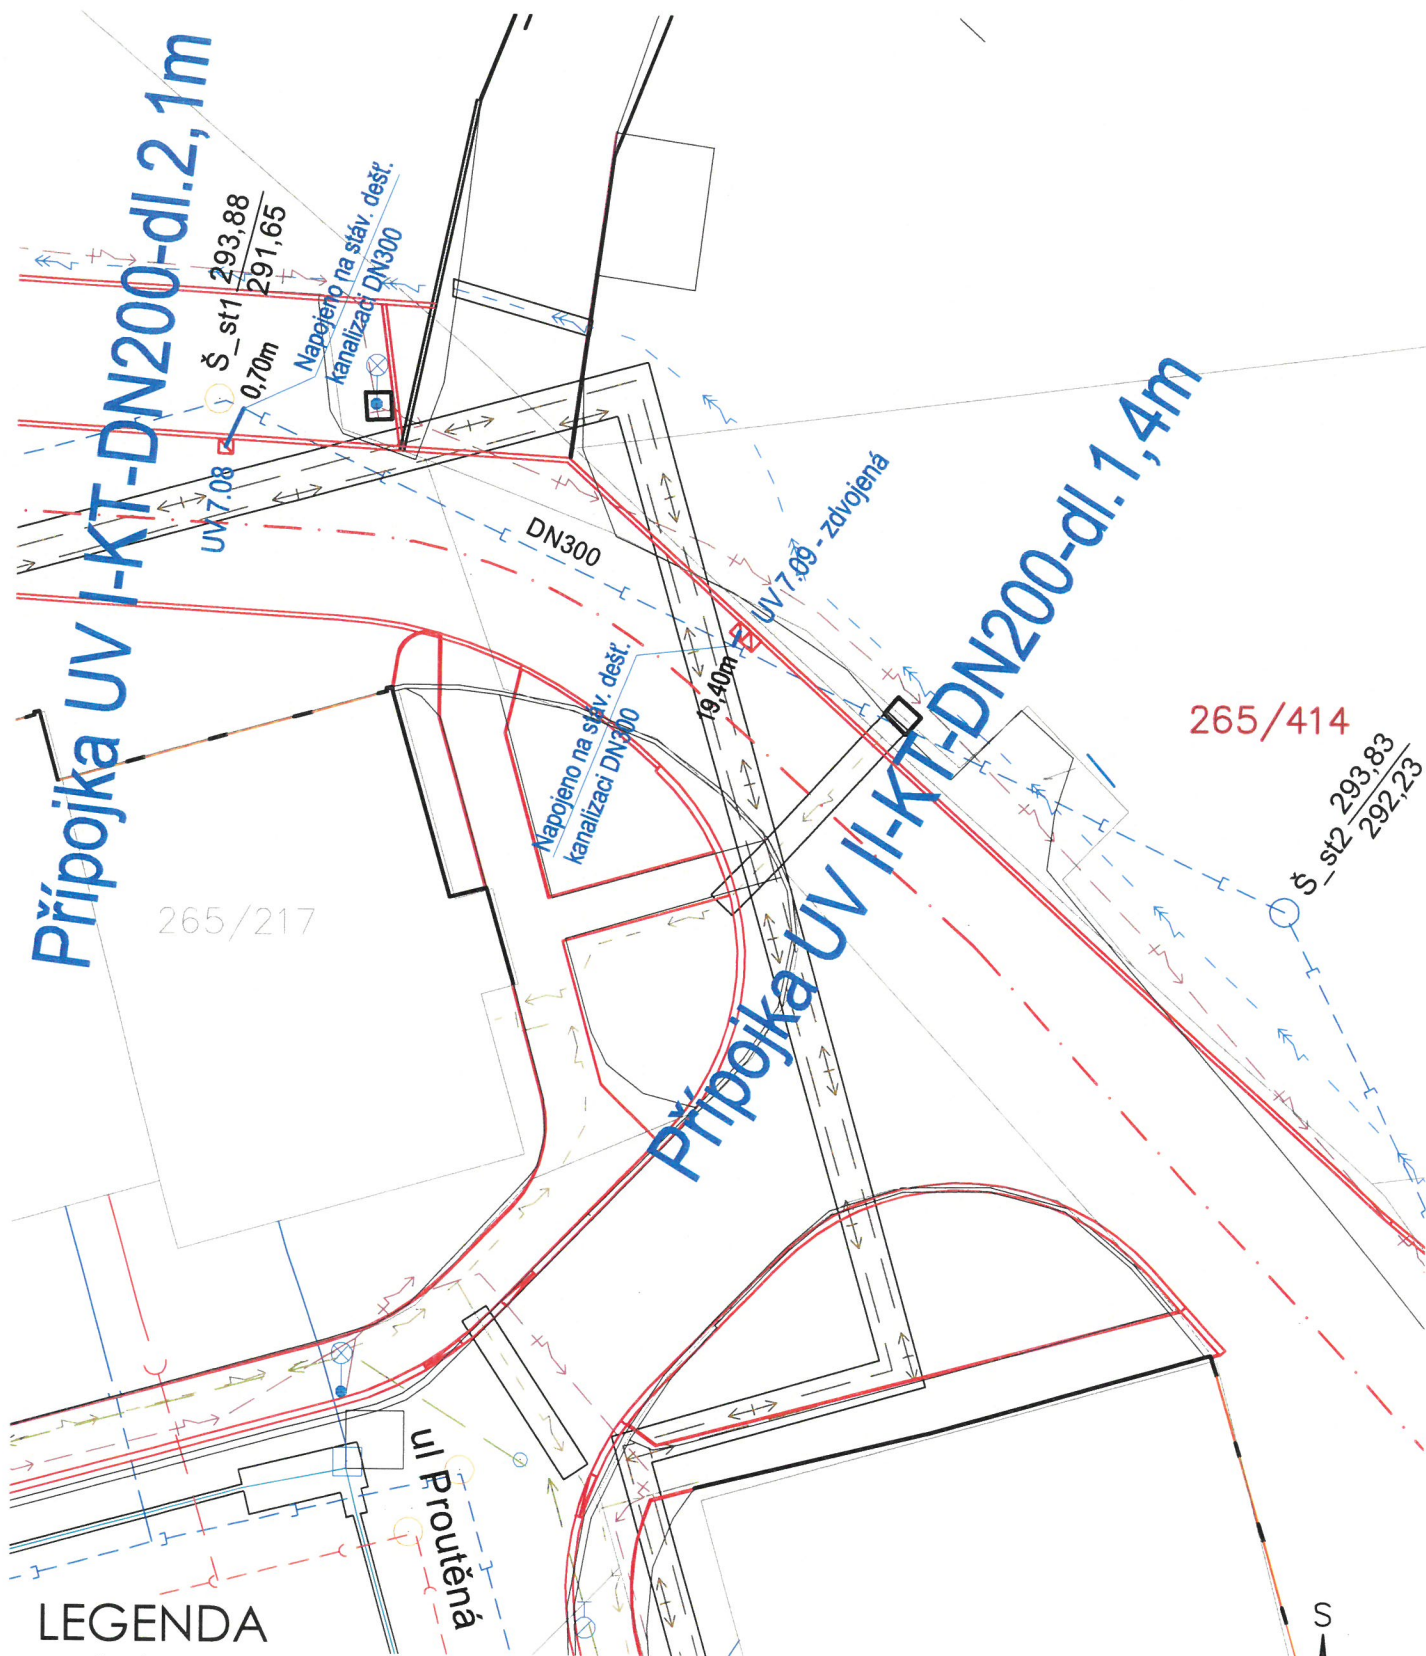 Přípojka UV I-KT-DN200-dl.2,1m
Š_st1 293,88
291,65
0,70m
Napojeno na stáv. dešť.
kanalizaci DN300
UV 7.08
DN300
UV 7.09 - zdvojená
19,40m
Napojeno na stáv. dešť.
kanalizaci DN300
Přípojka UV II-KT-DN200-dl.1,4m
265/414
Š_st2 293,83
292,23
265/217
ul Proutěná
LEGENDA
S